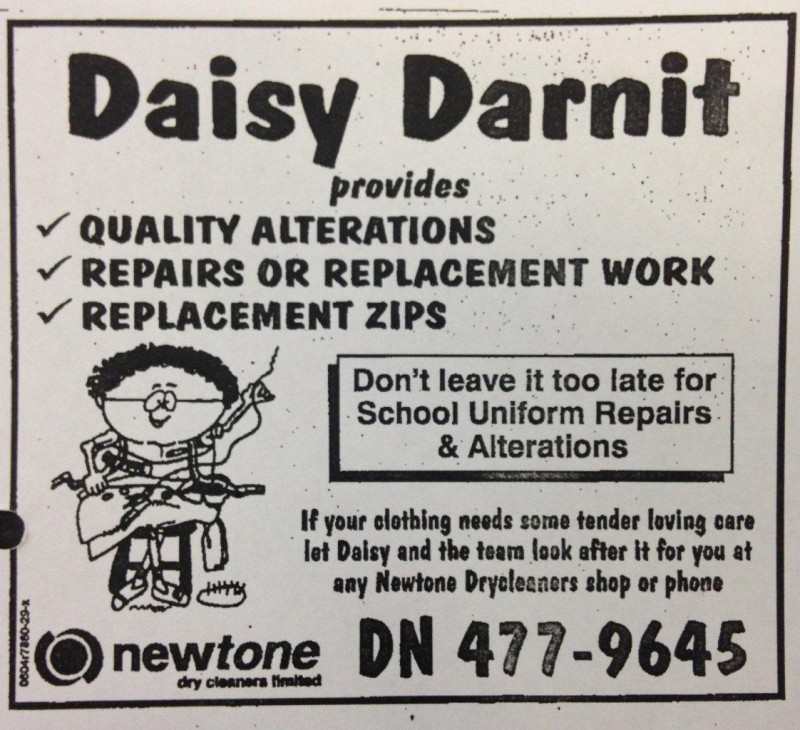 Daisy Darnit
provides
✓ QUALITY ALTERATIONS
✓ REPAIRS OR REPLACEMENT WORK
✓ REPLACEMENT ZIPS
Don't leave it too late for
School Uniform Repairs
& Alterations
If your clothing needs some tender loving care
let Daisy and the team look after it for you at
any Newtone Drycleaners shop or phone
DN 477-9645
newtone
dry cleaners limited
0604r7860-29-x